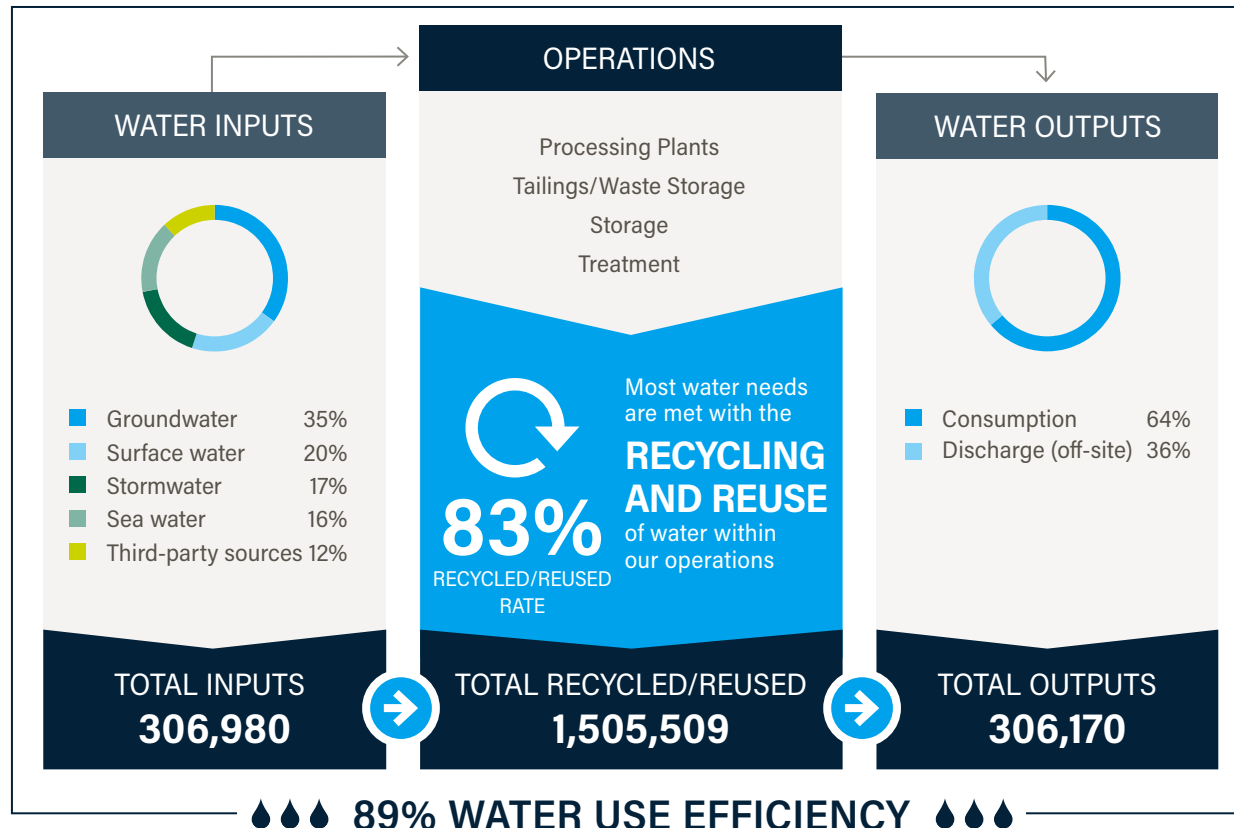 OPERATIONS
WATER INPUTS
WATER OUTPUTS
Processing Plants
Tailings/Waste Storage
Storage
Treatment
Groundwater 35%
Surface water 20%
Stormwater 17%
Sea water 16%
Third-party sources 12%
83%
RECYCLED/REUSED
RATE
Most water needs
are met with the
RECYCLING
AND REUSE
of water within
our operations
Consumption 64%
Discharge (off-site) 36%
TOTAL INPUTS
306,980
TOTAL RECYCLED/REUSED
1,505,509
TOTAL OUTPUTS
306,170
89% WATER USE EFFICIENCY